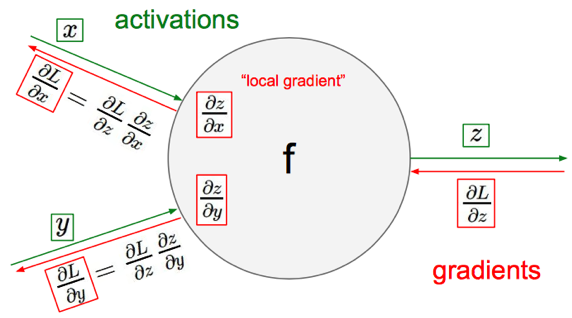 activations
x
∂L/∂x = ∂L/∂z ∂z/∂x
"local gradient"
∂z/∂x
f
z
∂L/∂z
∂z/∂y
y
∂L/∂y = ∂L/∂z ∂z/∂y
gradients